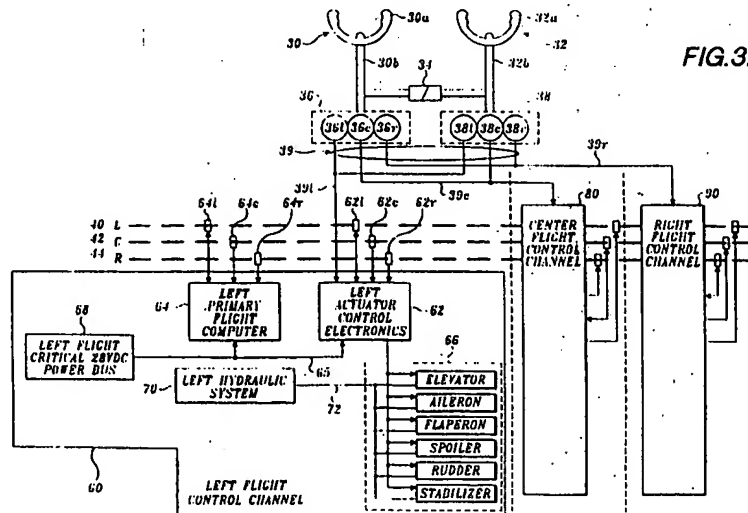 30a
32a
30
32
30b
32b
FIG.3.
34
36
38
36l 36c 36r
38l 38c 38r
39
39r
39l
39c
64l
64c
64r
62l
62c
62r
80
90
40 L
42 C
44 R
CENTER
FLIGHT
CONTROL
CHANNEL
RIGHT
FLIGHT
CONTROL
CHANNEL
64
LEFT
PRIMARY
FLIGHT
COMPUTER
LEFT
ACTUATOR
CONTROL
ELECTRONICS
62
68
LEFT FLIGHT
CRITICAL 28VDC
POWER BUS
65
66
70
LEFT HYDRAULIC
SYSTEM
72
ELEVATOR
AILERON
FLAPERON
SPOILER
RUDDER
STABILIZER
60
LEFT FLIGHT
CONTROL CHANNEL